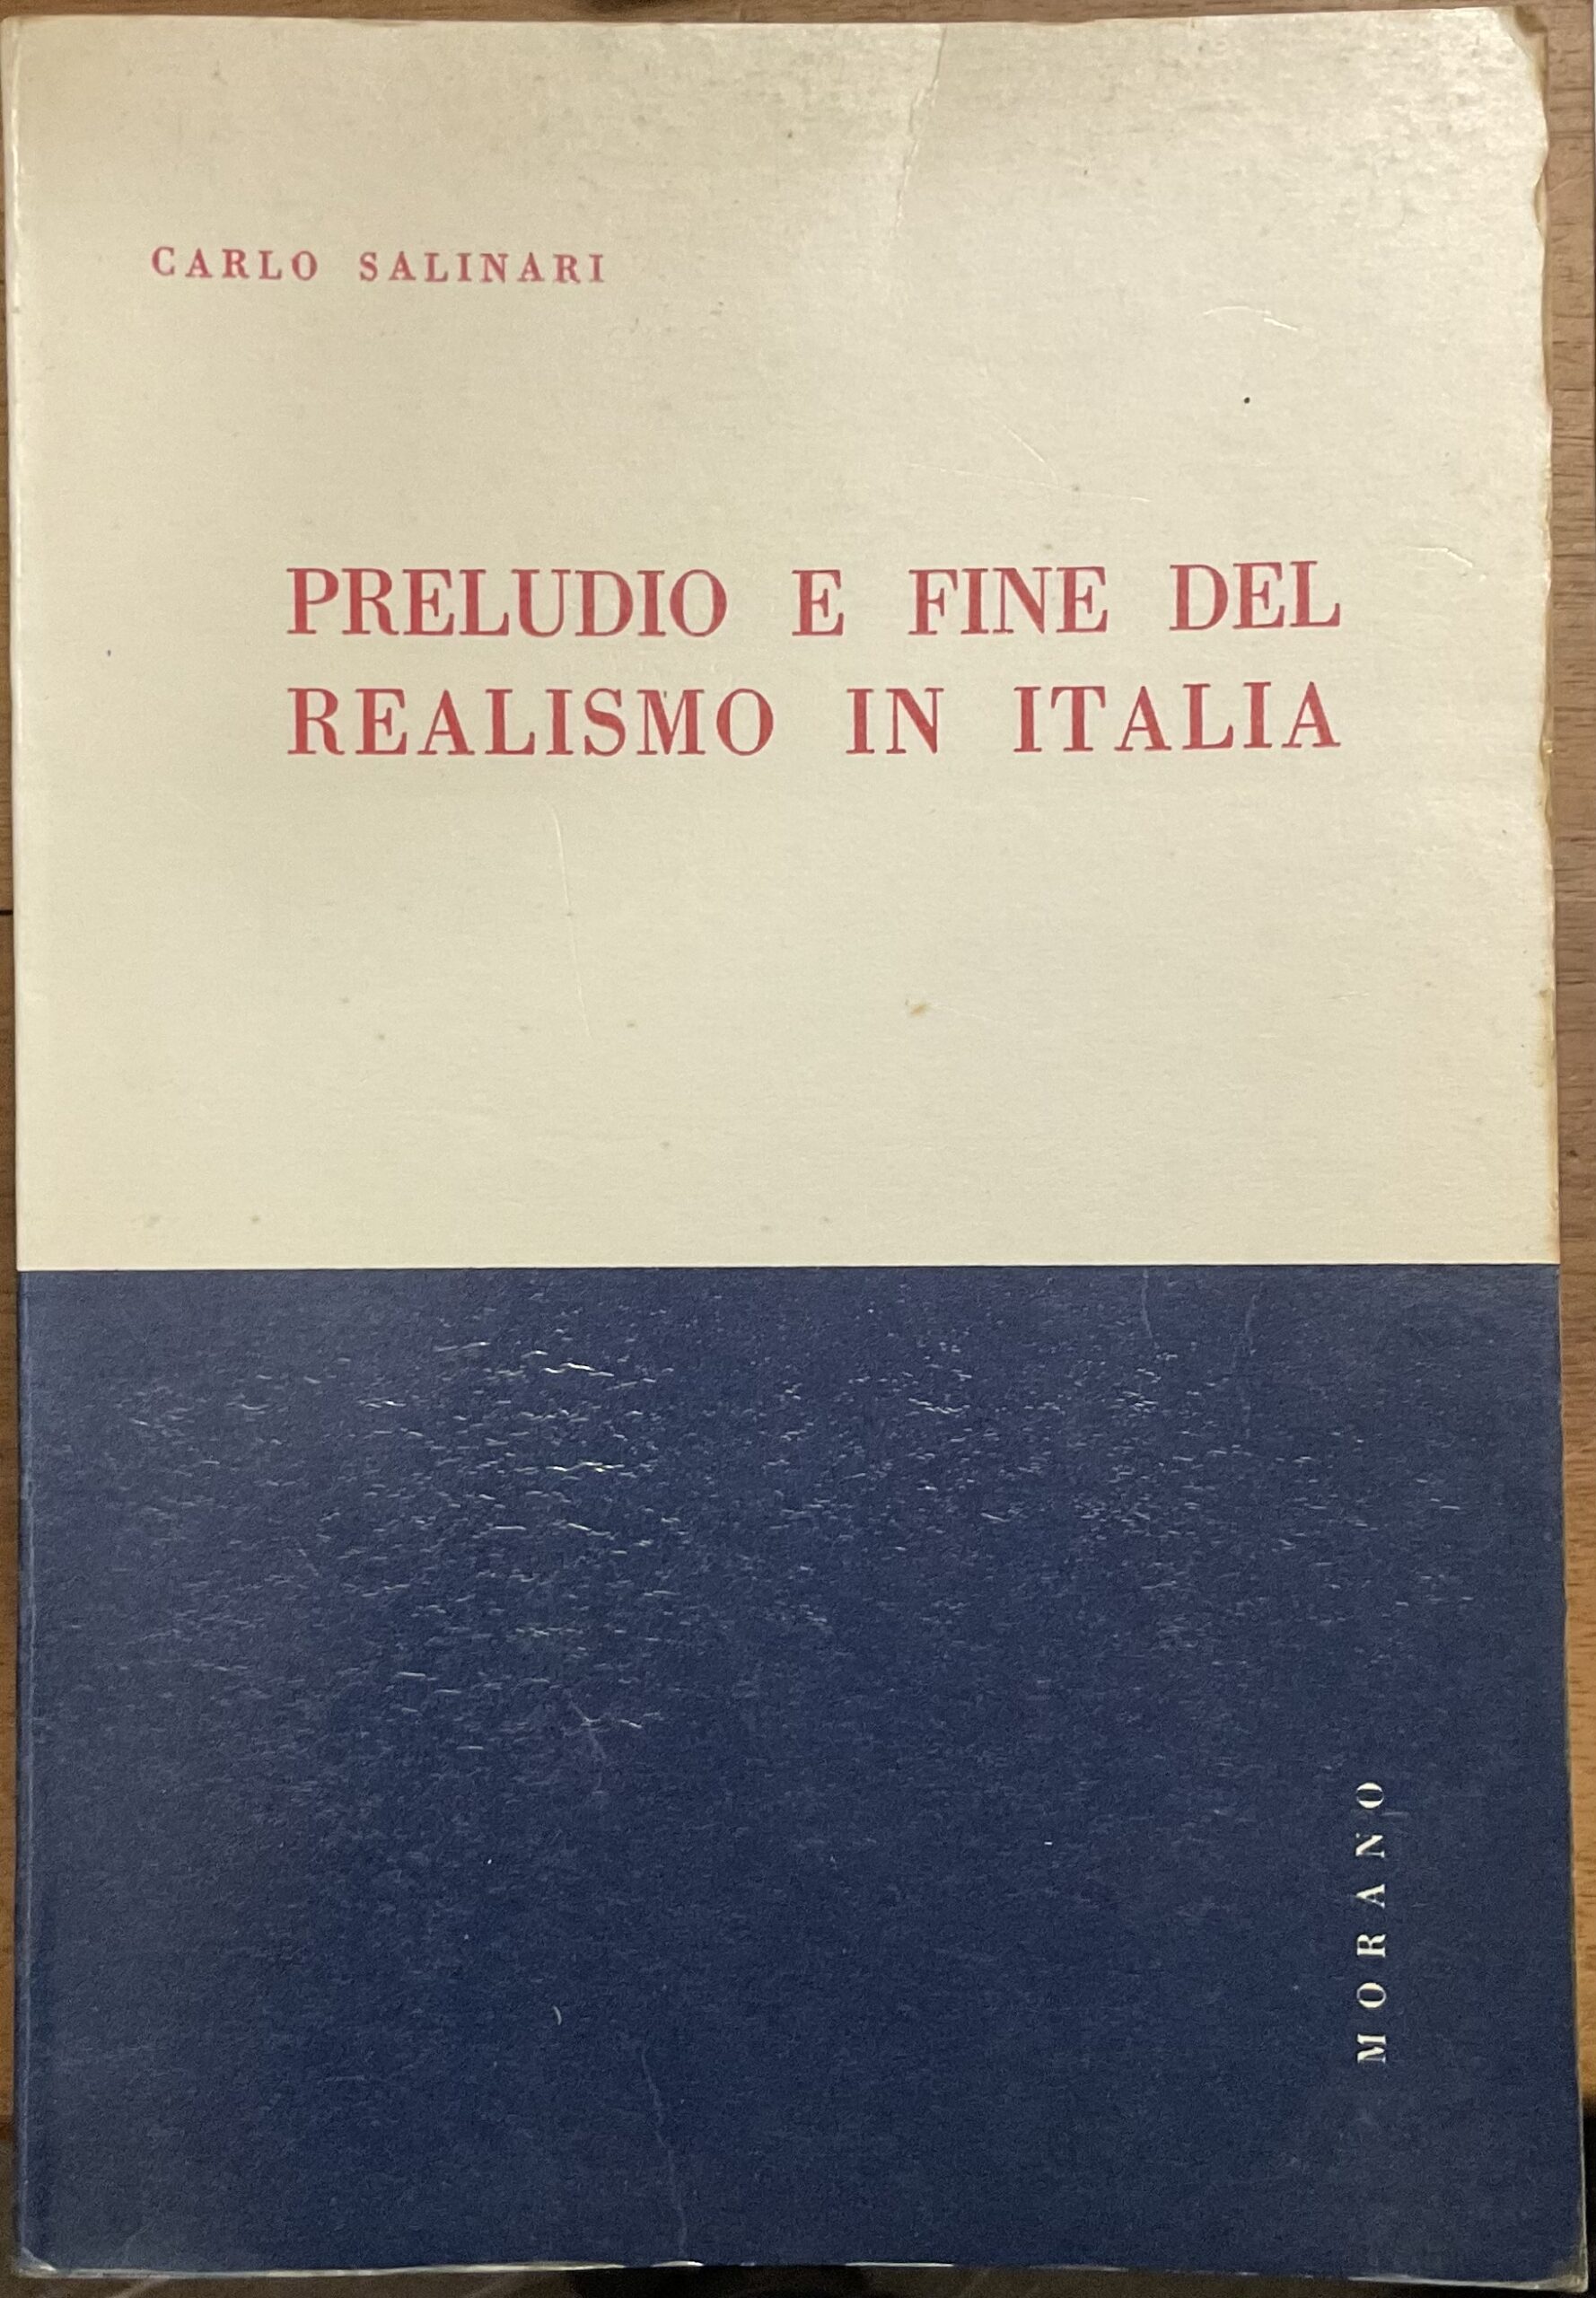 CARLO SALINARI
PRELUDIO E FINE DEL
REALISMO IN ITALIA
MORANO